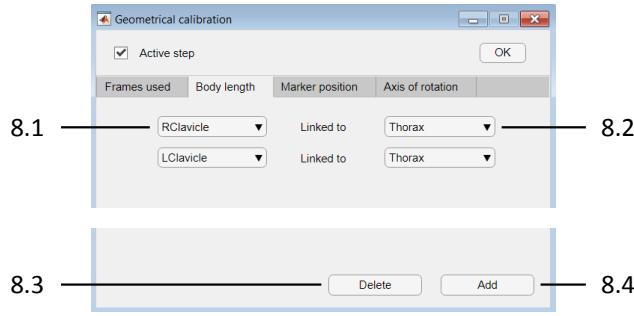 Geometrical calibration
Active step
OK
Frames used Body length Marker position Axis of rotation
8.1 RClavicle Linked to Thorax 8.2
LClavicle Linked to Thorax
8.3 Delete Add 8.4